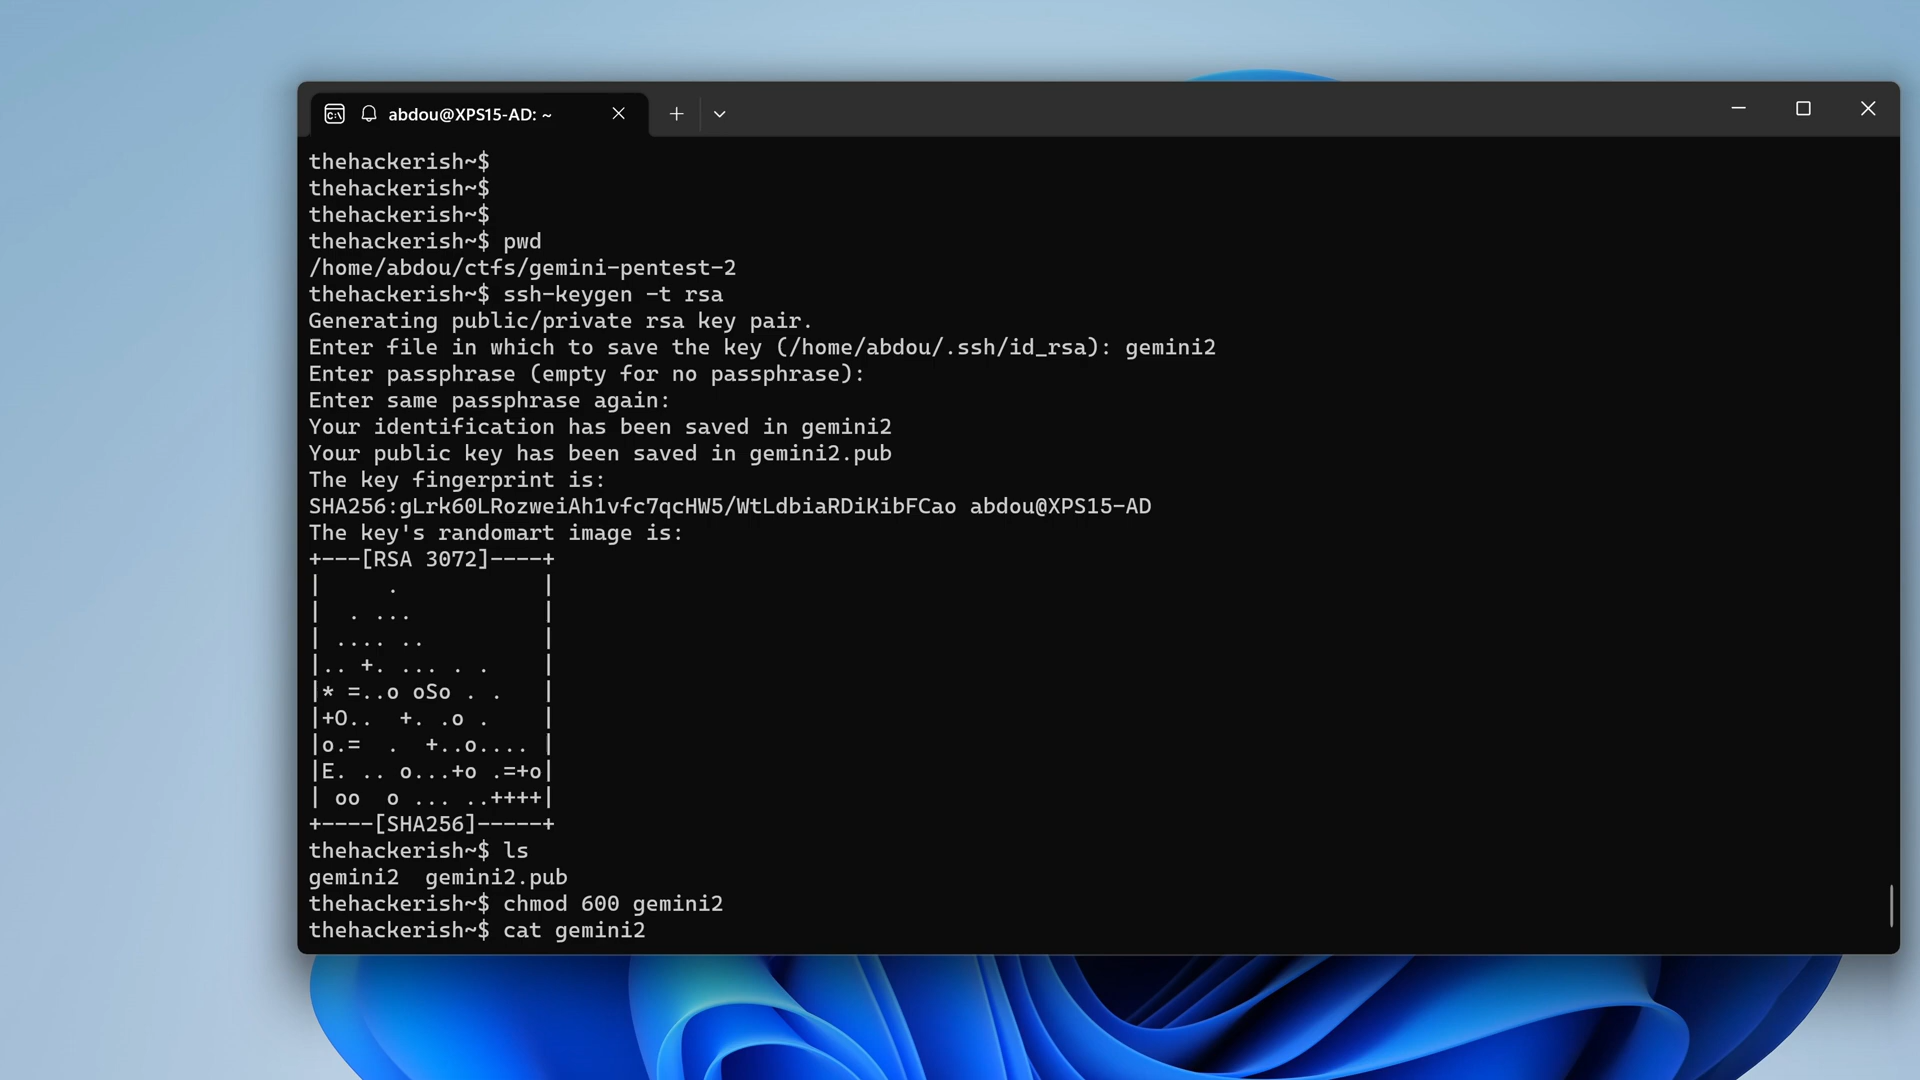 abdou@XPS15-AD: ~
thehackerish~$
thehackerish~$
thehackerish~$
thehackerish~$ pwd
/home/abdou/ctfs/gemini-pentest-2
thehackerish~$ ssh-keygen -t rsa
Generating public/private rsa key pair.
Enter file in which to save the key (/home/abdou/.ssh/id_rsa): gemini2
Enter passphrase (empty for no passphrase):
Enter same passphrase again:
Your identification has been saved in gemini2
Your public key has been saved in gemini2.pub
The key fingerprint is:
SHA256:gLrk60LRozweiAh1vfc7qcHW5/WtLdbiaRDiKibFCao abdou@XPS15-AD
The key's randomart image is:
+---[RSA 3072]----+
|     .           |
|  . ...          |
| .... ..         |
|.. +. ... . .    |
|* =..o oSo . .   |
|+O..  +. .o .    |
|o.=  .  +..o.... |
|E. .. o...+o .=+o|
| oo  o ... ..++++|
+----[SHA256]-----+
thehackerish~$ ls
gemini2  gemini2.pub
thehackerish~$ chmod 600 gemini2
thehackerish~$ cat gemini2